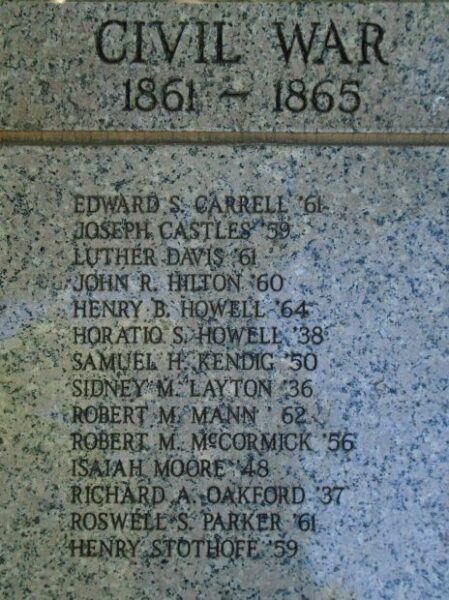 CIVIL WAR
1861 - 1865
EDWARD S. CARRELL '61
JOSEPH CASTLES '59
LUTHER DAVIS '61
JOHN R. HILTON '60
HENRY B. HOWELL '64
HORATIO S. HOWELL '38
SAMUEL H. KENDIG '50
SIDNEY M. LAYTON '36
ROBERT M. MANN '62
ROBERT M. McCORMICK '56
ISAIAH MOORE '48
RICHARD A. OAKFORD '37
ROSWELL S. PARKER '61
HENRY STOTHOFF '59